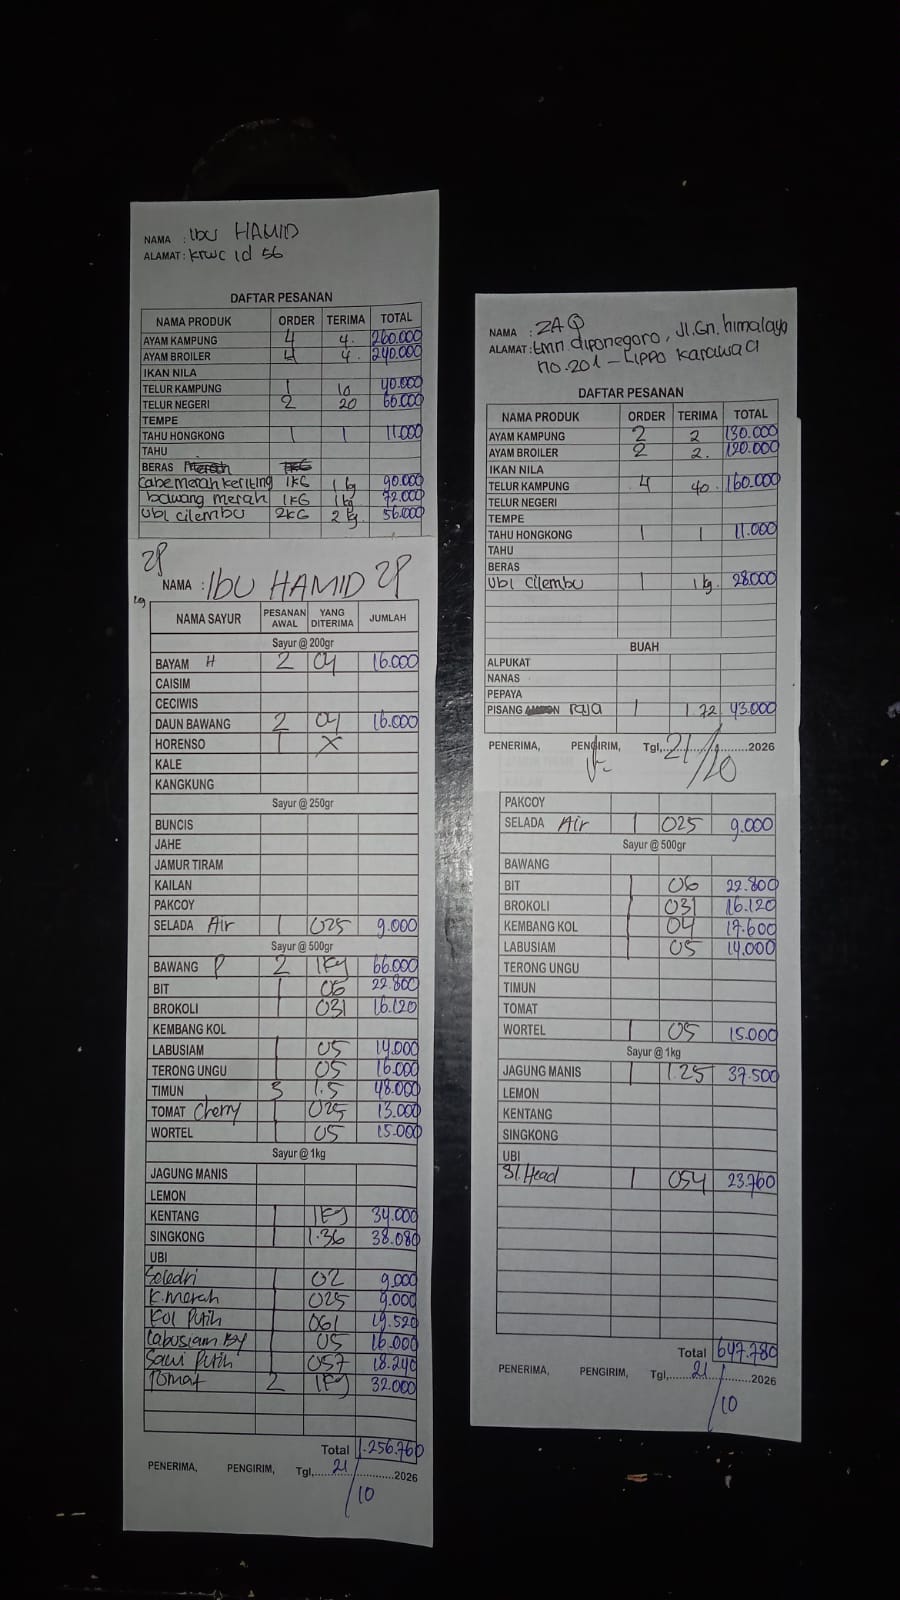 NAMA : Ibu HAMID
ALAMAT : krwc id 56
DAFTAR PESANAN
NAMA PRODUK ORDER TERIMA TOTAL
AYAM KAMPUNG 4 4. 260.000
AYAM BROILER 4 4. 240.000
IKAN NILA
TELUR KAMPUNG 1 10 40.000
TELUR NEGERI 2 20 60.000
TEMPE
TAHU HONGKONG 1 1 11.000
TAHU
BERAS
Cabe merah keriting 1KG 1 kg 90.000
bawang merah 1KG 1kg 72.000
Ubi cilembu 2KG 2 kg. 56.000
2P
NAMA : IBU HAMID 2P
kg
NAMA SAYUR PESANAN AWAL YANG DITERIMA JUMLAH
Sayur @ 200gr
BAYAM H 2 04 16.000
CAISIM
CECIWIS
DAUN BAWANG 2 04 16.000
HORENSO 1 X
KALE
KANGKUNG
Sayur @ 250gr
BUNCIS
JAHE
JAMUR TIRAM
KAILAN
PAKCOY
SELADA Air 1 025 9.000
Sayur @ 500gr
BAWANG P 2 1Kg 66.000
BIT 1 06 22.800
BROKOLI 1 031 16.120
KEMBANG KOL
LABUSIAM 1 05 14.000
TERONG UNGU 1 05 16.000
TIMUN 3 1.5 48.000
TOMAT Cherry 1 025 13.000
WORTEL 1 05 15.000
Sayur @ 1kg
JAGUNG MANIS
LEMON
KENTANG 1 1Kg 34.000
SINGKONG 1 1.36 38.080
UBI
Seledri 1 02 9.000
K.merah 1 025 9.000
Kol Putih 1 061 19.520
Labusiam By 1 05 16.000
Sawi Putih 1 057 18.240
Tomat 2 1Kg 32.000
Total 1.256.760
PENERIMA, PENGIRIM, Tgl,....21/10....2026
NAMA : ZAQ
ALAMAT : tmn. diponegoro, Jl.Gn. himalaya
no.201 - LIPPO Karawaci
DAFTAR PESANAN
NAMA PRODUK ORDER TERIMA TOTAL
AYAM KAMPUNG 2 2 130.000
AYAM BROILER 2 2. 120.000
IKAN NILA
TELUR KAMPUNG 4 40 160.000
TELUR NEGERI
TEMPE
TAHU HONGKONG 1 1 11.000
TAHU
BERAS
Ubi Cilembu 1 1kg. 28.000
BUAH
ALPUKAT
NANAS
PEPAYA
PISANG raja 1 1.72 43.000
PENERIMA, PENGIRIM, Tgl,....21/10....2026
PAKCOY
SELADA Air 1 025 9.000
Sayur @ 500gr
BAWANG
BIT 1 06 22.800
BROKOLI 1 031 16.120
KEMBANG KOL 1 04 17.600
LABUSIAM 1 05 14.000
TERONG UNGU
TIMUN
TOMAT
WORTEL 1 05 15.000
Sayur @ 1kg
JAGUNG MANIS 1 1.25 37.500
LEMON
KENTANG
SINGKONG
UBI
Sl.Head 1 054 23.760
Total 647.780
PENERIMA, PENGIRIM, Tgl,....21/10....2026